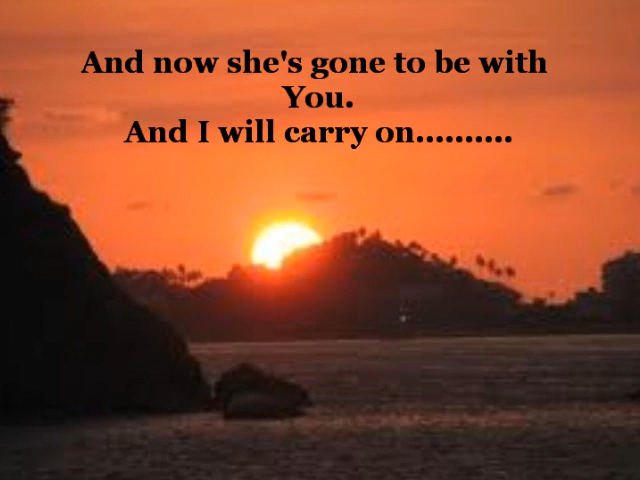 And now she's gone to be with
You.
And I will carry on..........